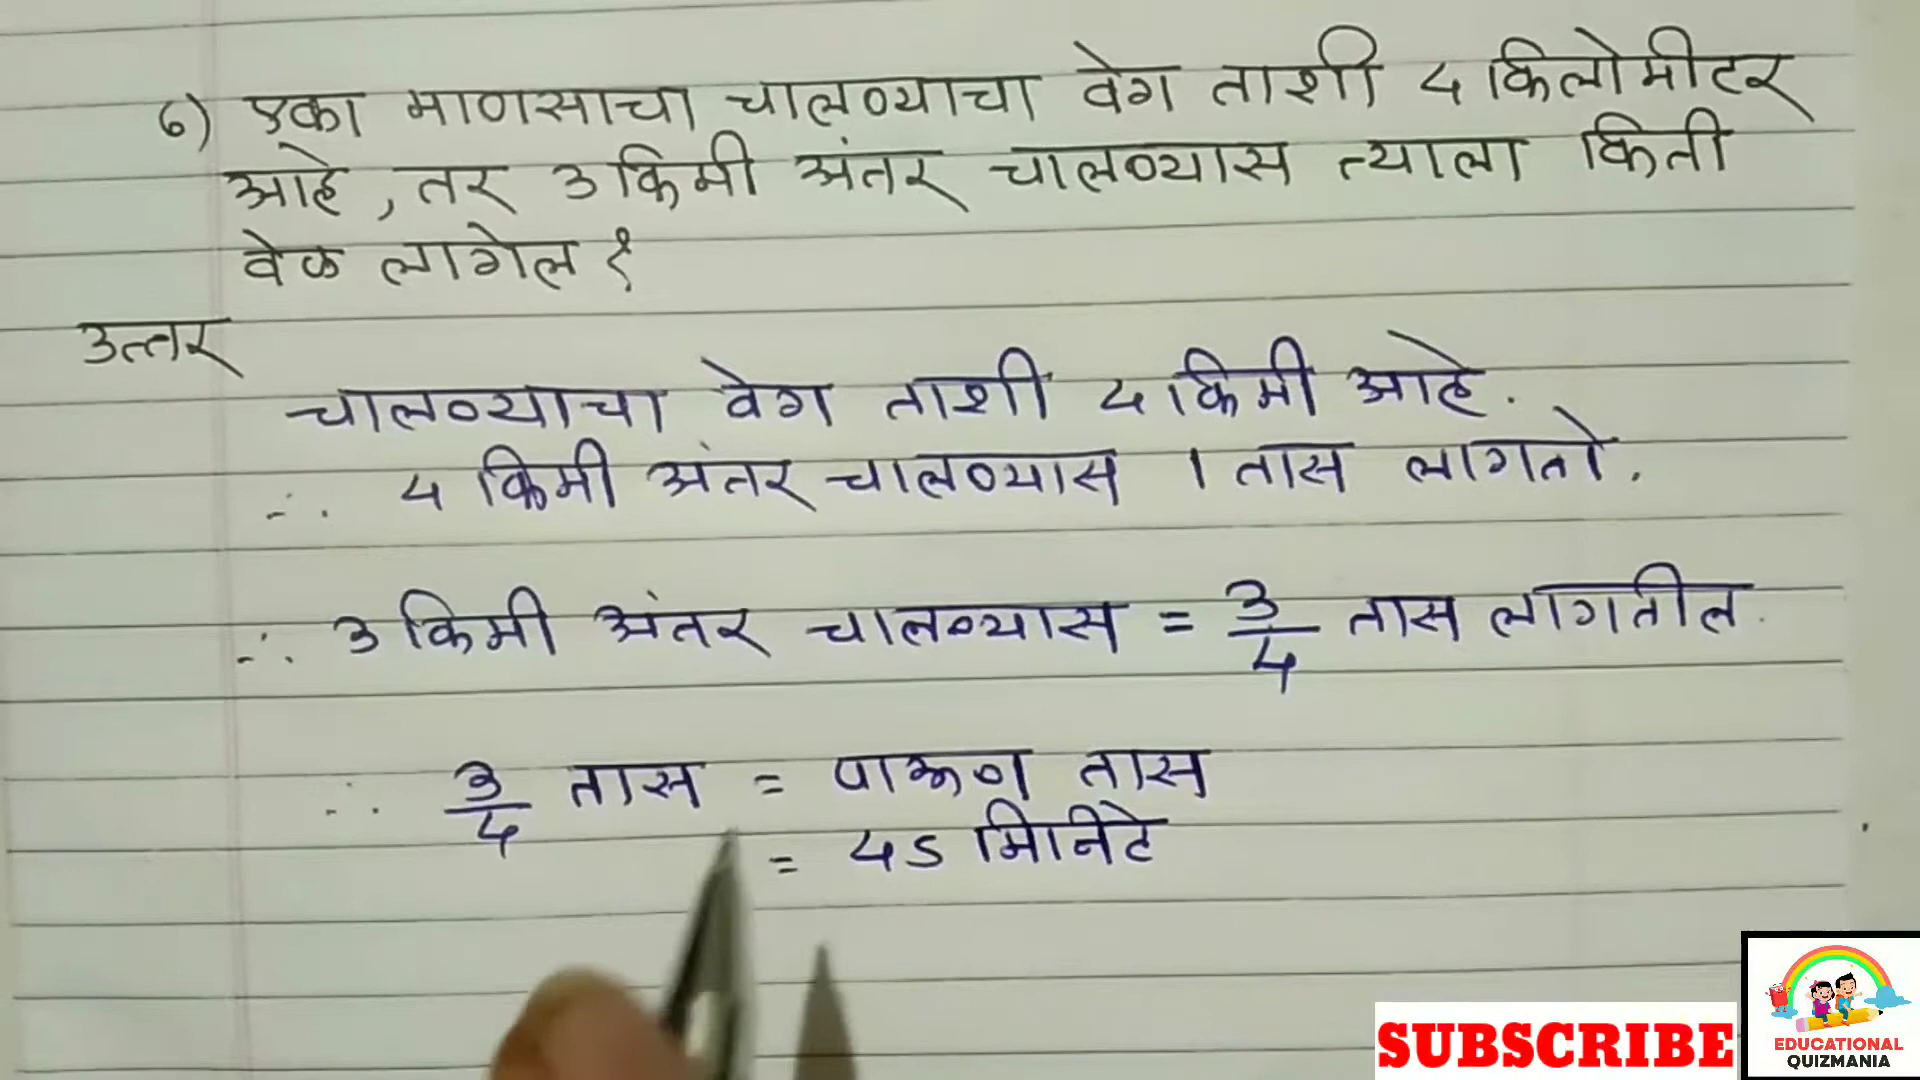 6) एका माणसाचा चालण्याचा वेग ताशी 4 किलोमीटर
आहे, तर 3 किमी अंतर चालण्यास त्याला किती
वेळ लागेल ?
उत्तर
चालण्याचा वेग ताशी 4 किमी आहे.
∴ 4 किमी अंतर चालण्यास 1 तास लागतो.
∴ 3 किमी अंतर चालण्यास = 3/4 तास लागतील.
∴ 3/4 तास = पाऊण तास
= 45 मिनिटे
SUBSCRIBE
EDUCATIONAL
QUIZMANIA